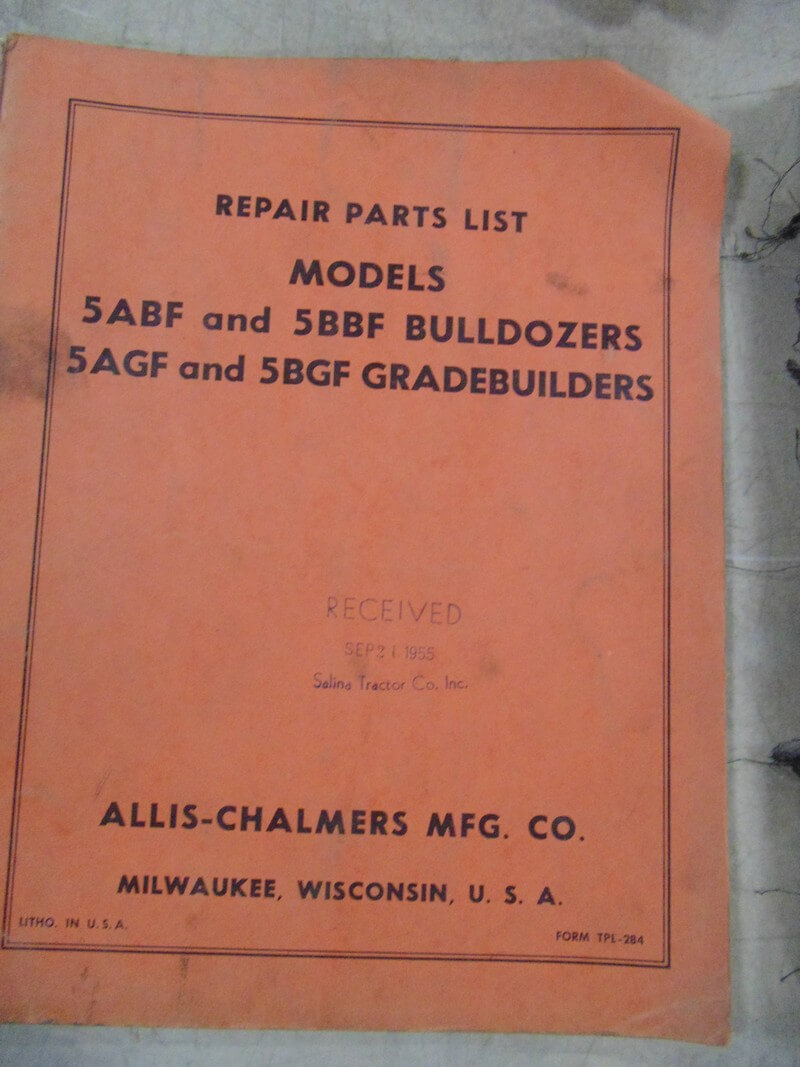 REPAIR PARTS LIST
MODELS
5ABF and 5BBF BULLDOZERS
5AGF and 5BGF GRADEBUILDERS
RECEIVED
SEP 21 1955
Salina Tractor Co. Inc.
ALLIS-CHALMERS MFG. CO.
MILWAUKEE, WISCONSIN, U. S. A.
LITHO. IN U. S. A.
FORM TPL-284